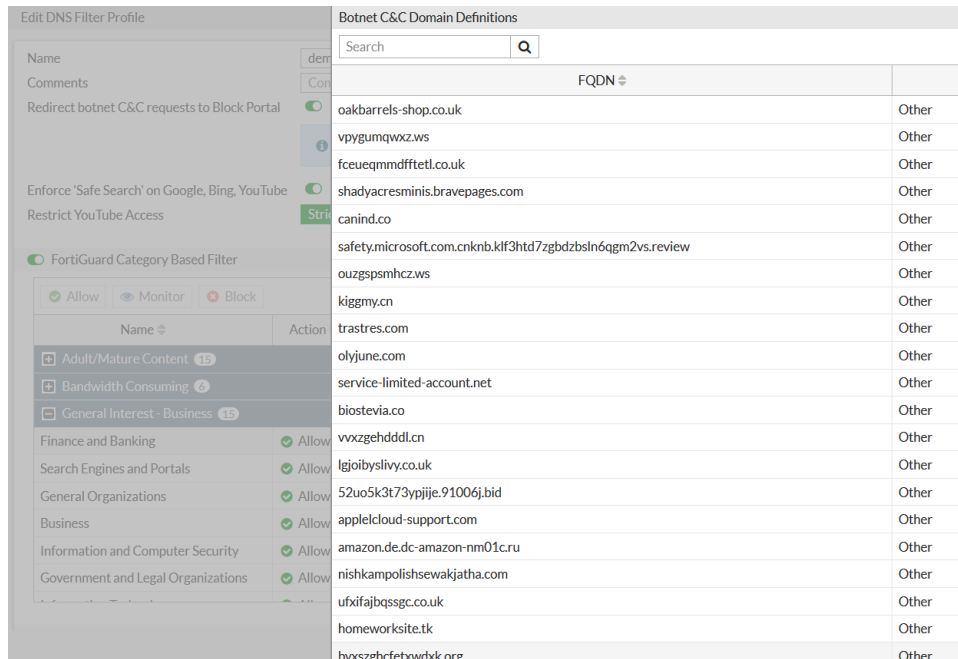 Edit DNS Filter Profile
Name
dem
Comments
Con
Redirect botnet C&C requests to Block Portal
Enforce 'Safe Search' on Google, Bing, YouTube
Restrict YouTube Access
Stric
FortiGuard Category Based Filter
Allow Monitor Block
Name Action
Adult/Mature Content 15
Bandwidth Consuming 6
General Interest - Business 15
Finance and Banking Allow
Search Engines and Portals Allow
General Organizations Allow
Business Allow
Information and Computer Security Allow
Government and Legal Organizations Allow
Botnet C&C Domain Definitions
Search
FQDN
oakbarrels-shop.co.uk Other
vpygumqwxz.ws Other
fceueqmmdfftetl.co.uk Other
shadyacresminis.bravepages.com Other
canind.co Other
safety.microsoft.com.cnknb.klf3htd7zgbdzbsln6qgm2vs.review Other
ouzgspsmhcz.ws Other
kiggmy.cn Other
trastres.com Other
olyjune.com Other
service-limited-account.net Other
biostevia.co Other
vvxzgehdddl.cn Other
lgjoibyslivy.co.uk Other
52uo5k3t73ypjije.91006j.bid Other
applelcloud-support.com Other
amazon.de.dc-amazon-nm01c.ru Other
nishkampolishsewakjatha.com Other
ufxifajbqssgc.co.uk Other
homeworksite.tk Other
Other